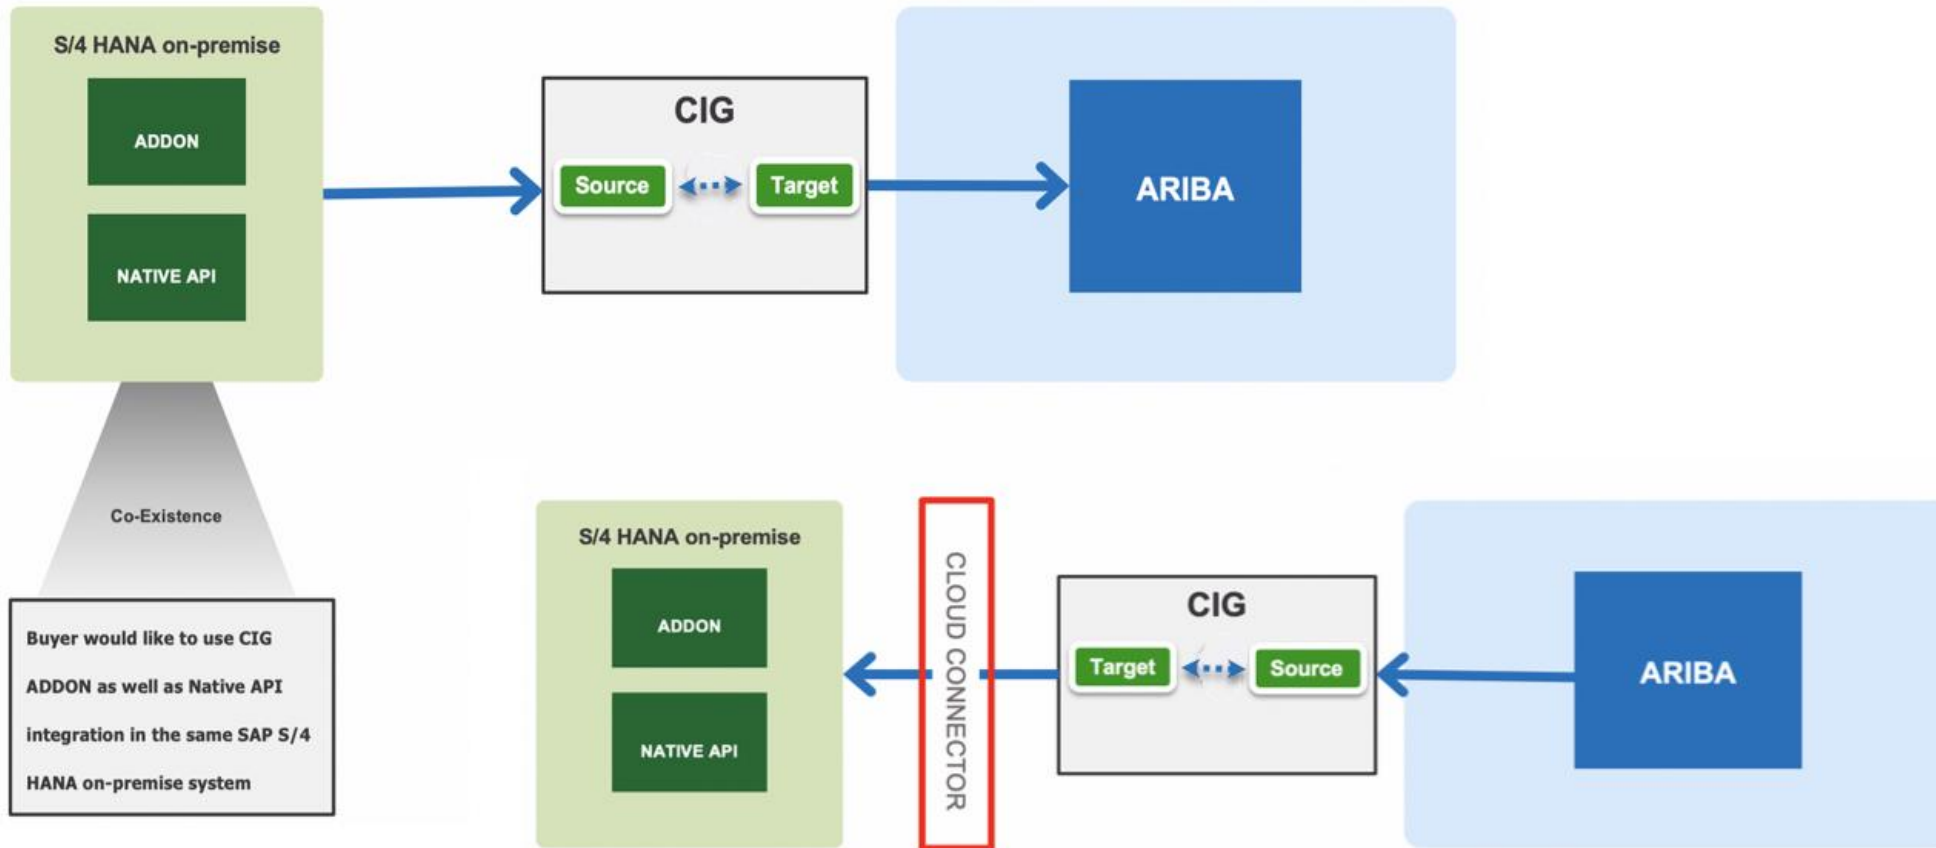 S/4 HANA on-premise
ADDON
NATIVE API
CIG
Source
Target
ARIBA
Co-Existence
Buyer would like to use CIG
ADDON as well as Native API
integration in the same SAP S/4
HANA on-premise system
S/4 HANA on-premise
ADDON
NATIVE API
CLOUD CONNECTOR
CIG
Target
Source
ARIBA